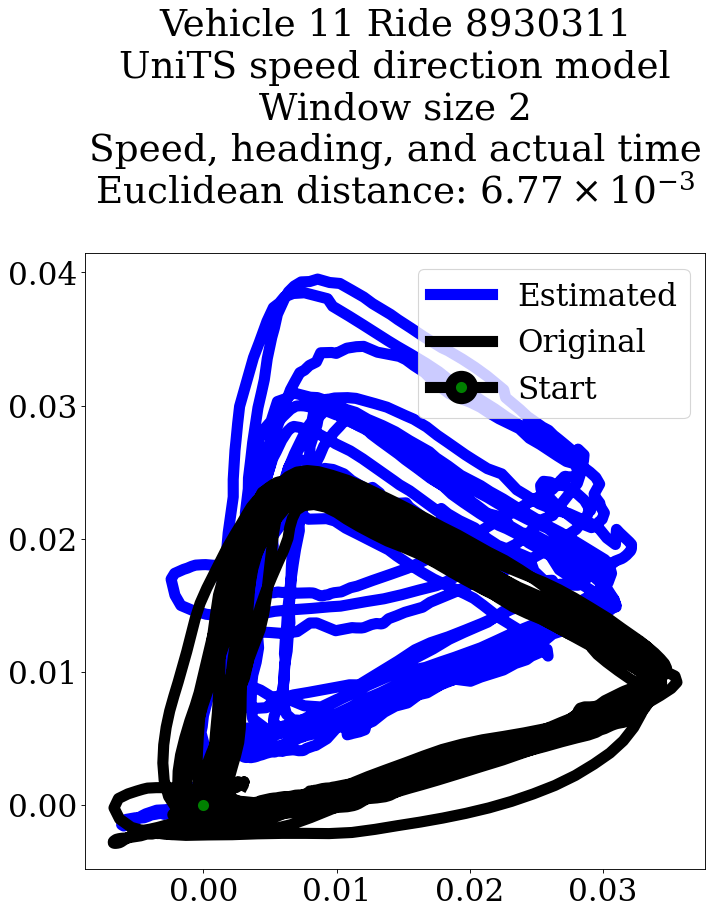 Vehicle 11 Ride 8930311
UniTS speed direction model
Window size 2
Speed, heading, and actual time
Euclidean distance: 6.77 × 10⁻³
Estimated
Original
Start
0.04
0.03
0.02
0.01
0.00
0.00 0.01 0.02 0.03